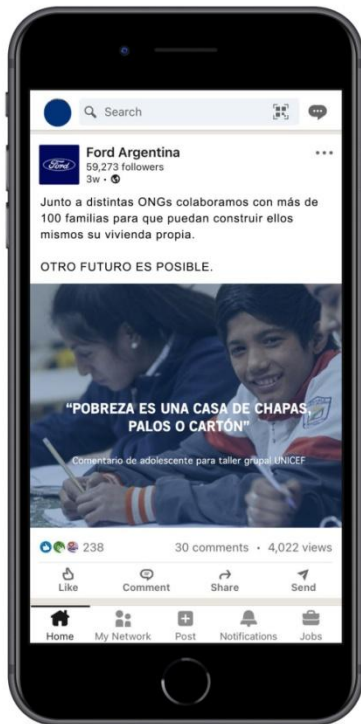 Search
Ford
Ford Argentina
59,273 followers
3w •
Junto a distintas ONGs colaboramos con más de
100 familias para que puedan construir ellos
mismos su vivienda propia.
OTRO FUTURO ES POSIBLE.
“POBREZA ES UNA CASA DE CHAPAS,
PALOS O CARTÓN”
Comentario de adolescente para taller grupal UNICEF
238
30 comments • 4,022 views
Like Comment Share Send
Home My Network Post Notifications Jobs